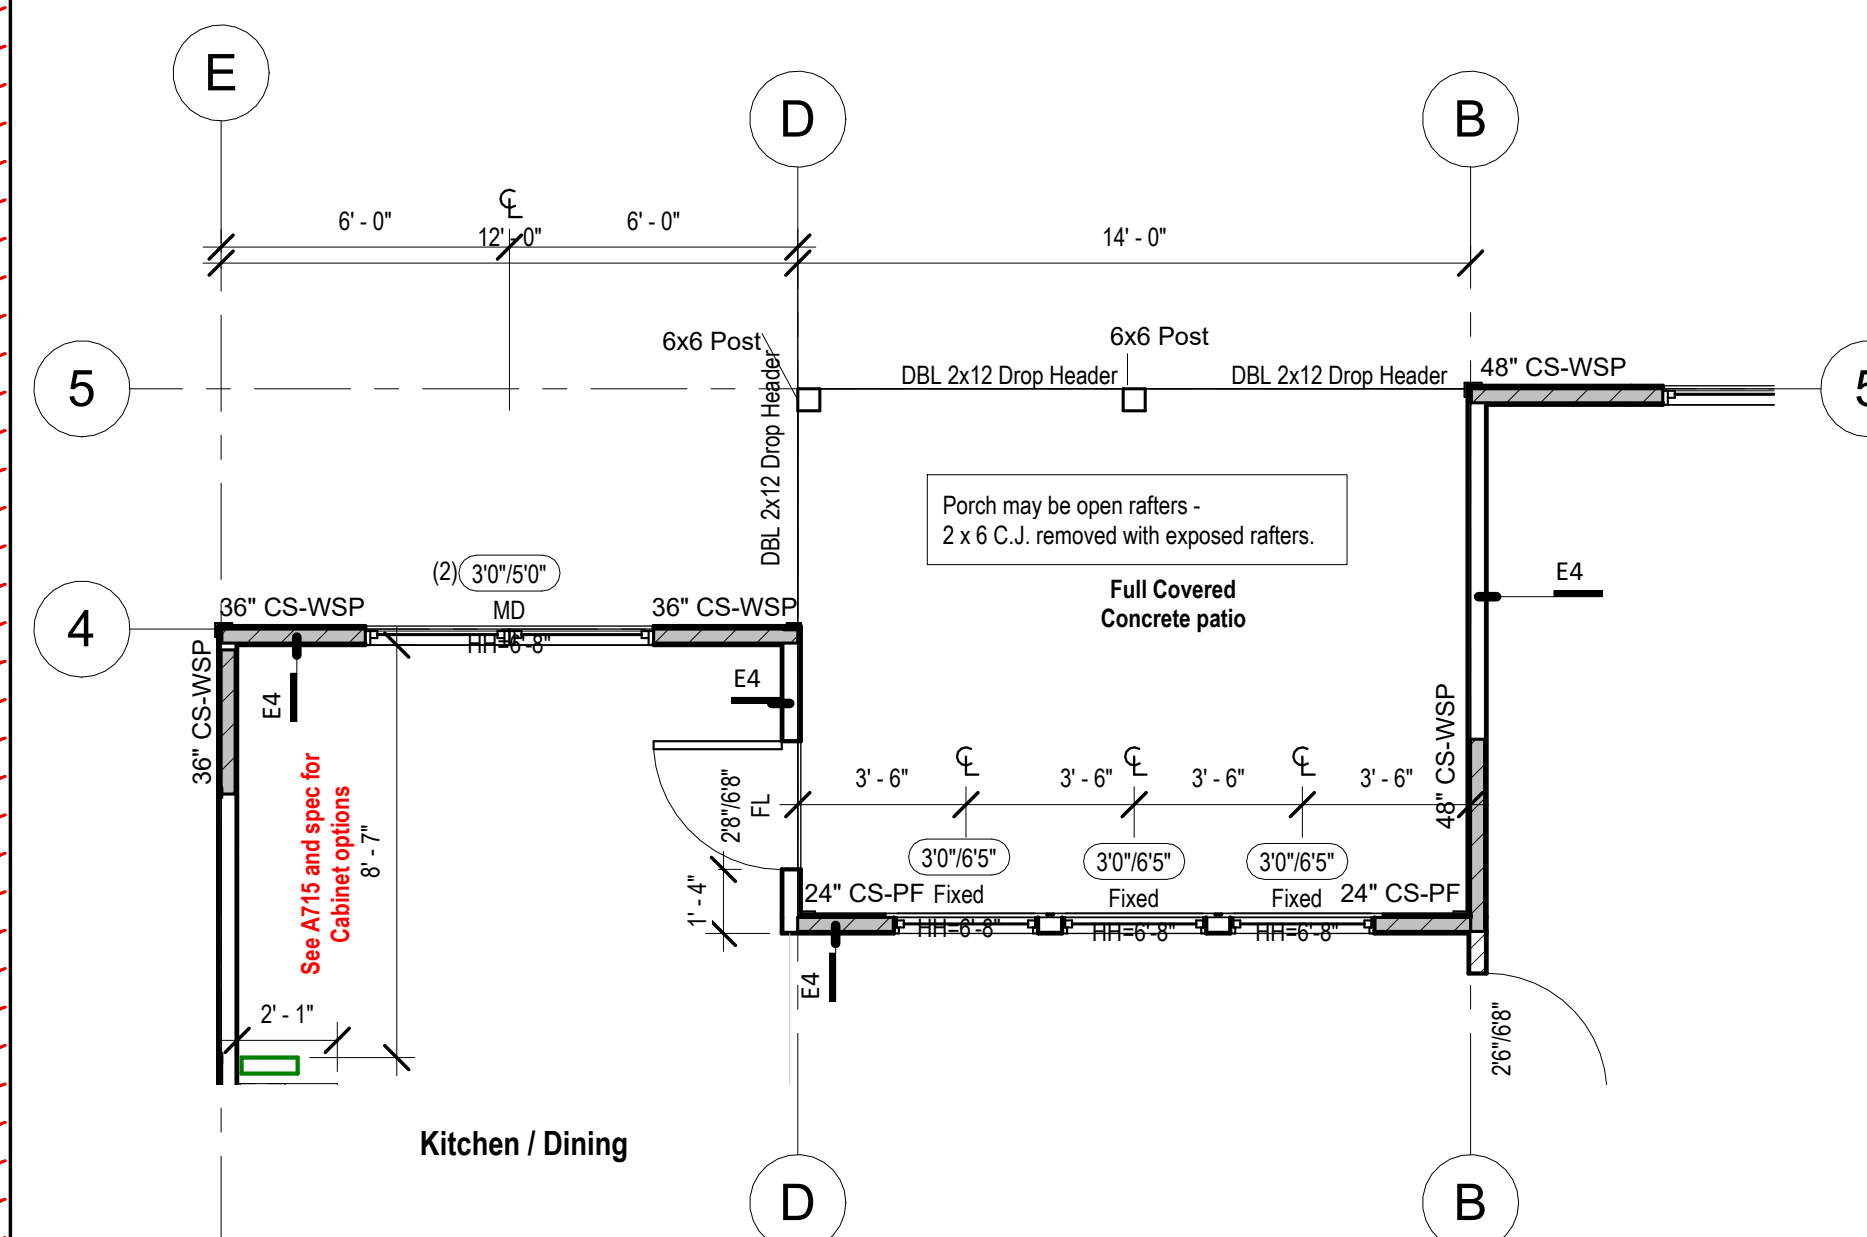 E
D
B
6' - 0"
℄
6' - 0"
12' - 0"
14' - 0"
6x6 Post
6x6 Post
5
DBL 2x12 Drop Header
DBL 2x12 Drop Header
48" CS-WSP
5
DBL 2x12 Drop Header
Porch may be open rafters -
2 x 6 C.J. removed with exposed rafters.
Full Covered
Concrete patio
E4
(2) 3'0"/5'0"
MD
HH=6'-8"
4
36" CS-WSP
36" CS-WSP
36" CS-WSP
E4
E4
See A715 and spec for
Cabinet options
8' - 7"
2'8"/6'8"
FL
1' - 4"
3' - 6"
℄
3' - 6"
℄
3' - 6"
℄
3' - 6"
48" CS-WSP
3'0"/6'5"
3'0"/6'5"
3'0"/6'5"
24" CS-PF
Fixed
Fixed
Fixed
24" CS-PF
HH=6'-8"
HH=6'-8"
HH=6'-8"
E4
2' - 1"
2'6"/6'8"
Kitchen / Dining
D
B